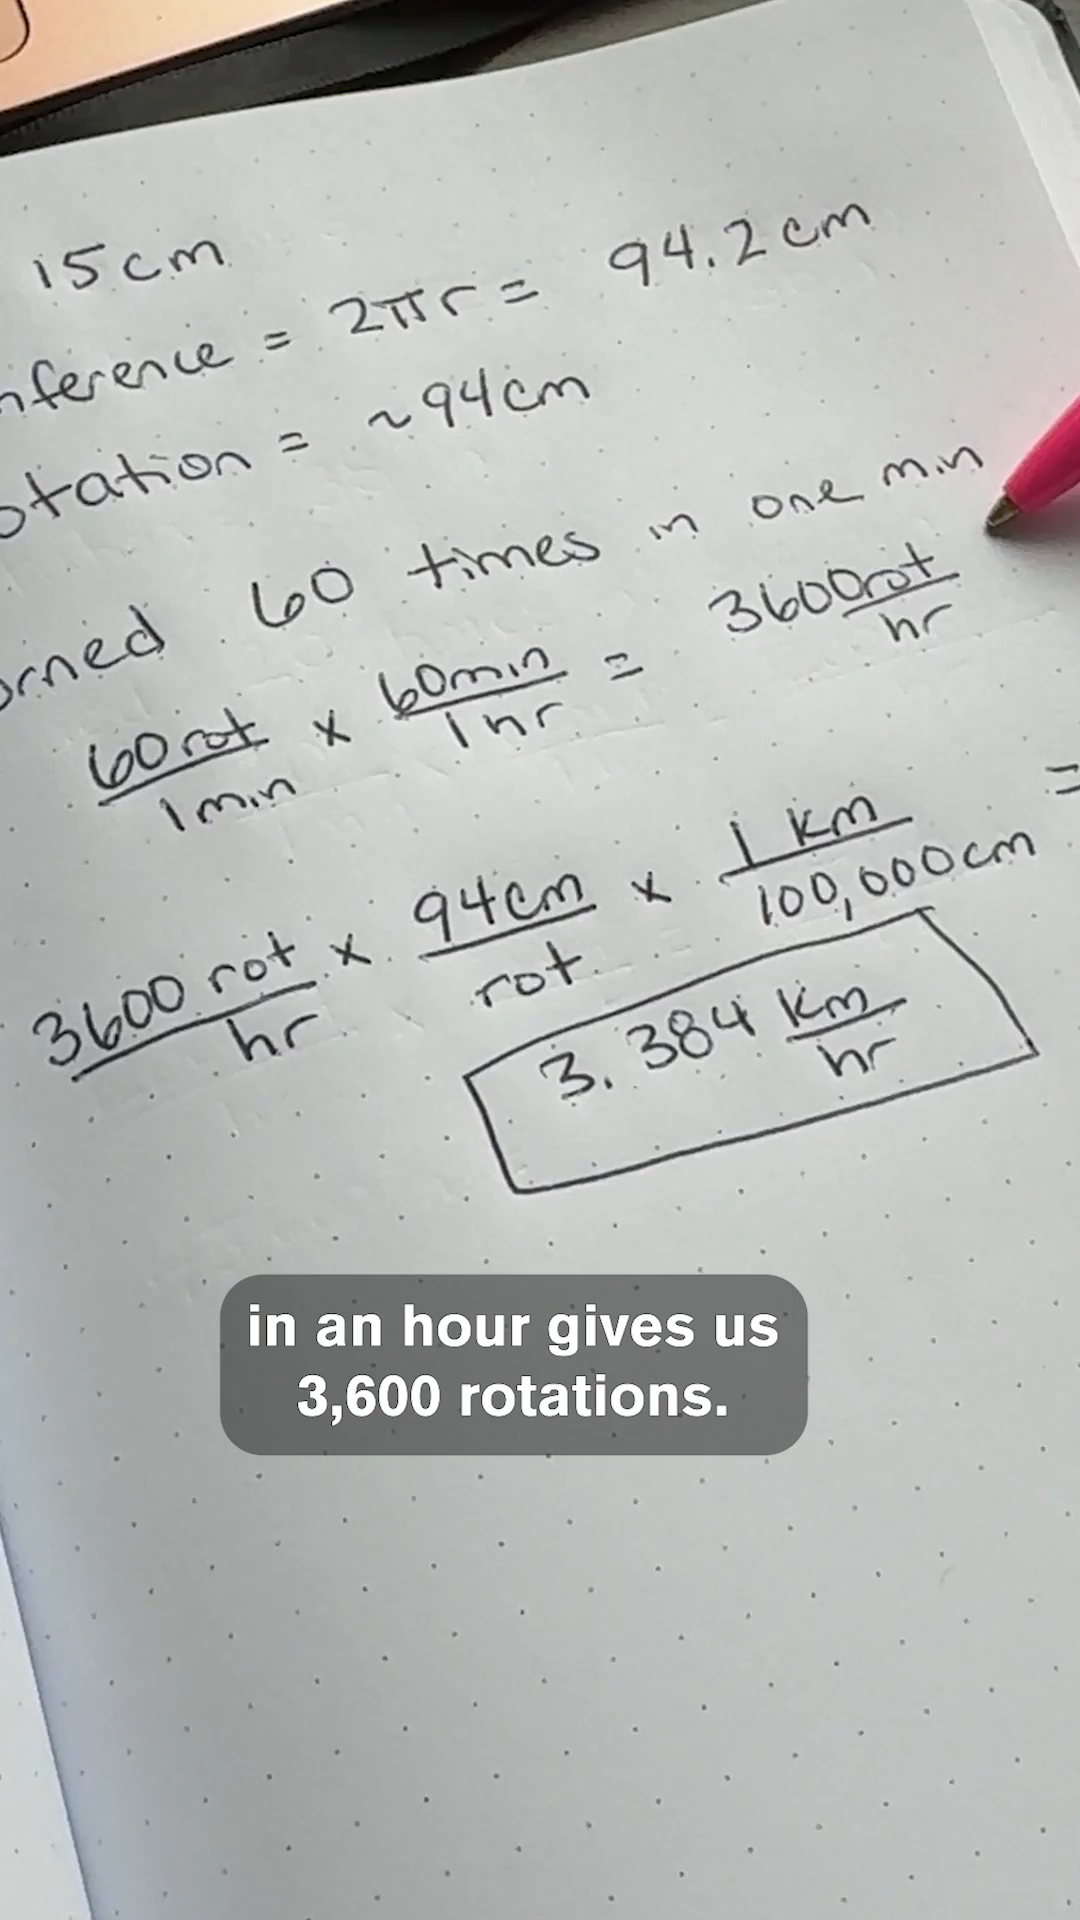 15cm
nference = 2πr = 94.2cm
otation = ~94cm
rned 60 times in one min
60rot/1min x 60min/1hr = 3600rot/hr
3600 rot/hr x 94cm/rot x 1 km/100,000cm =
3.384 km/hr
in an hour gives us
3,600 rotations.